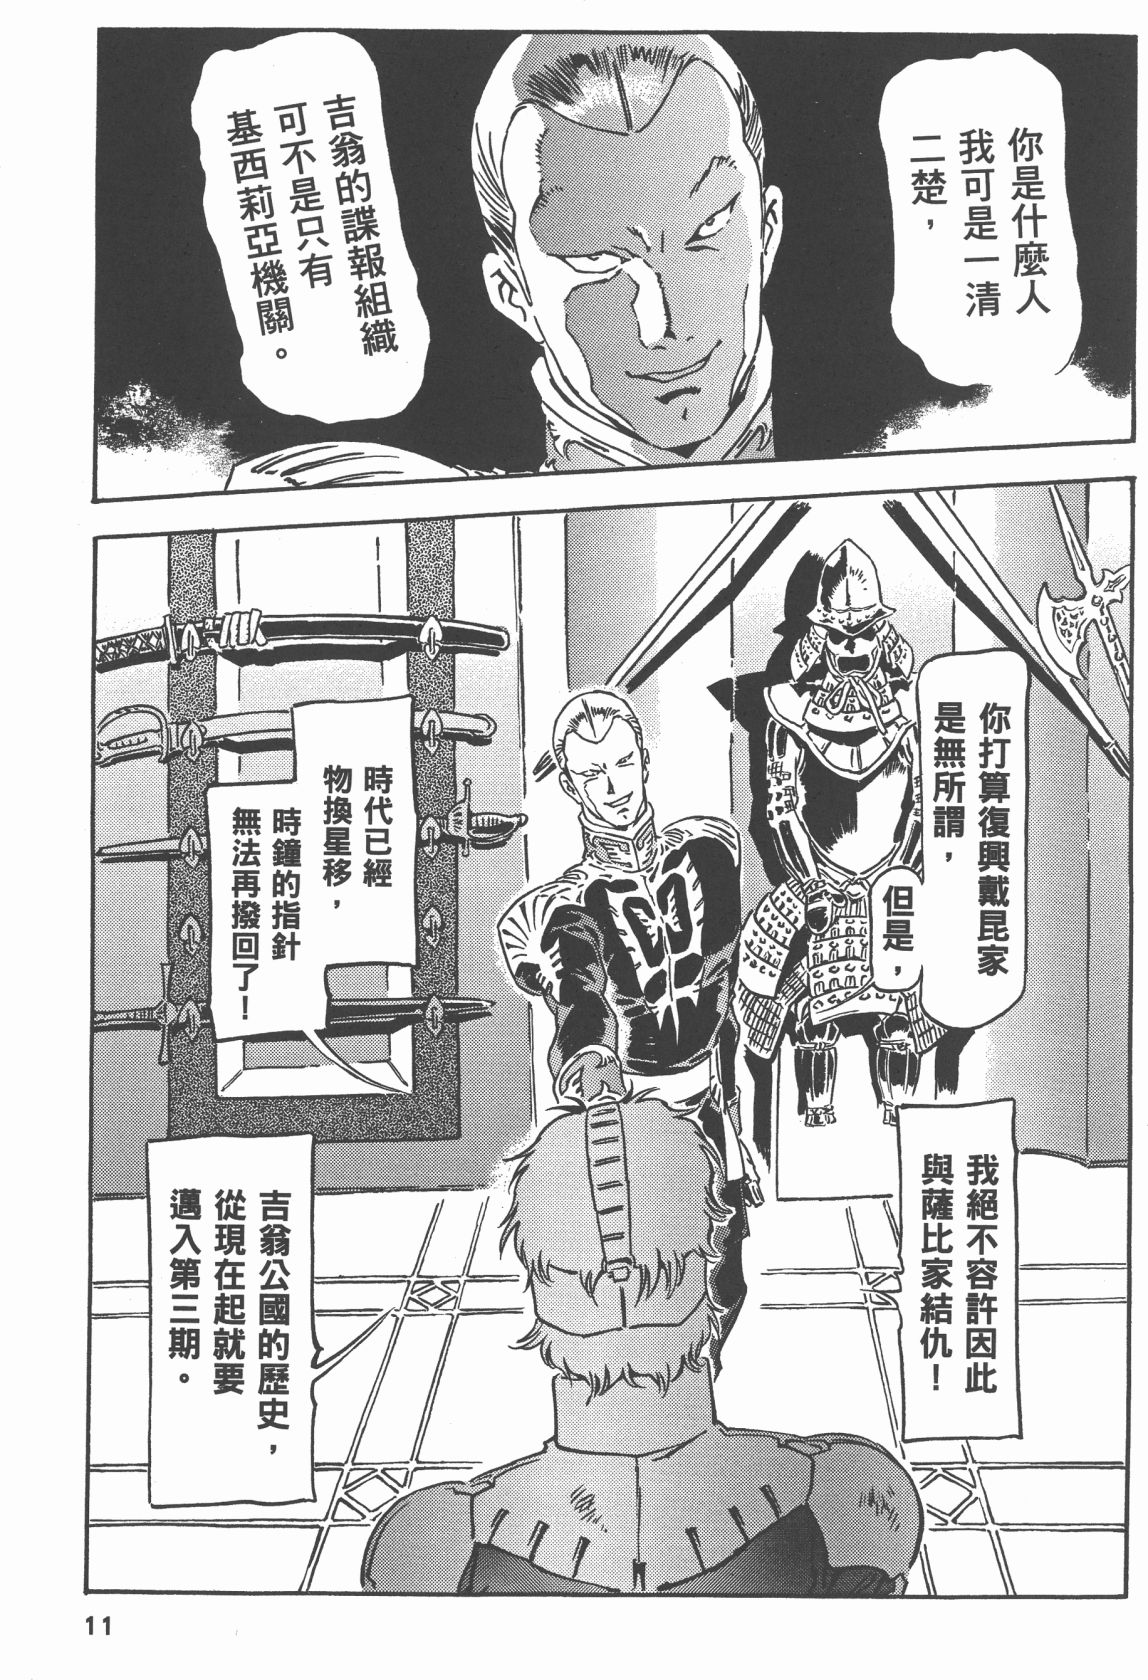 你是什麼人
我可是一清
二楚，
吉翁的諜報組織
可不是只有
基西莉亞機關。
你打算復興戴昆家
是無所謂，
但是，
我絕不容許因此
與薩比家結仇！
時代已經
物換星移，
時鐘的指針
無法再撥回了！
吉翁公國的歷史，
從現在起就要
邁入第三期。
11